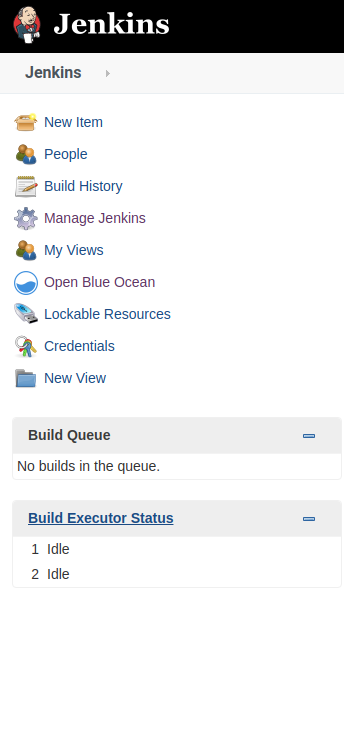 Jenkins
Jenkins
New Item
People
Build History
Manage Jenkins
My Views
Open Blue Ocean
Lockable Resources
Credentials
New View
Build Queue
No builds in the queue.
Build Executor Status
1 Idle
2 Idle